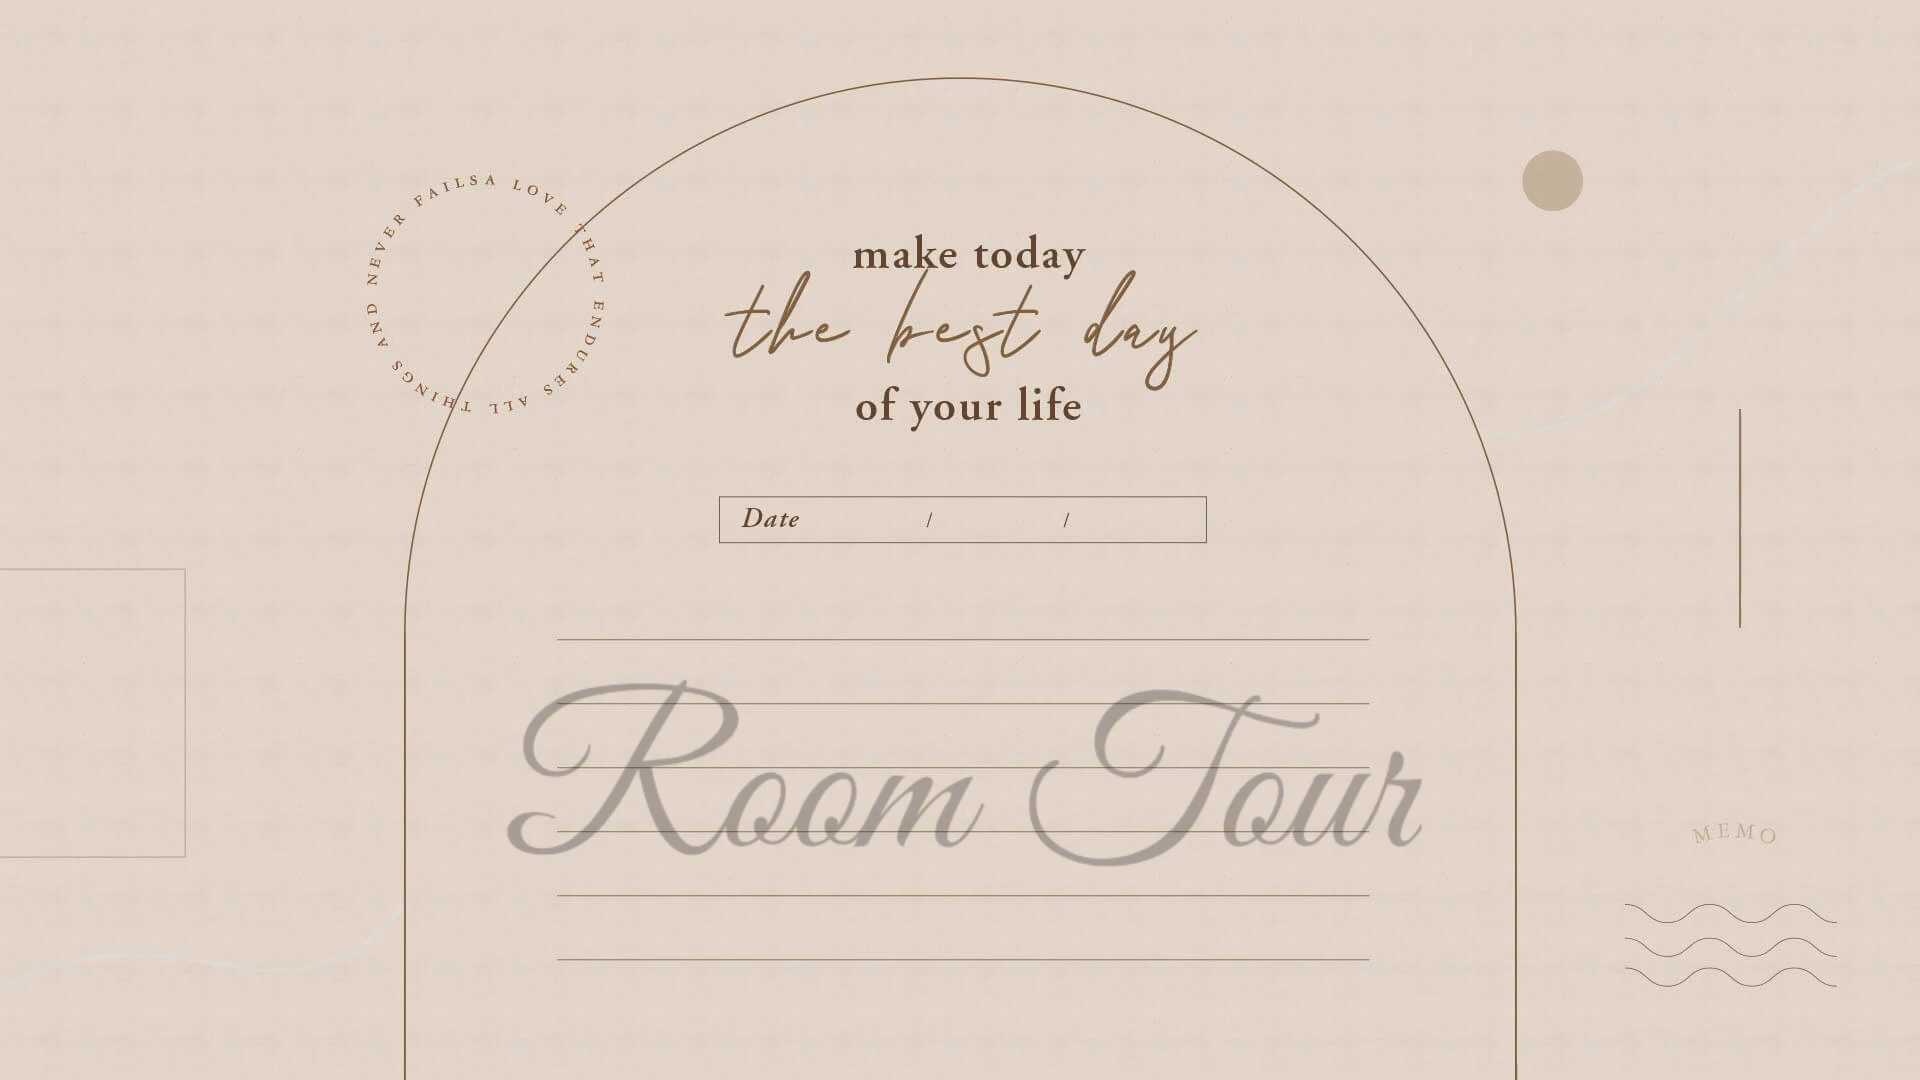 A LOVE THAT ENDURES ALL THINGS AND NEVER FAILS
make today
the best day
of your life
Date / /
Room Tour
MEMO